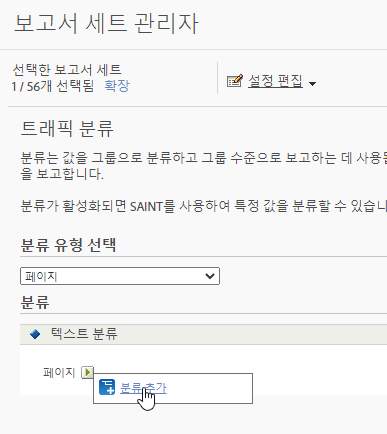 보고서 세트 관리자
선택한 보고서 세트
1 / 56개 선택됨 확장
설정 편집
트래픽 분류
분류는 값을 그룹으로 분류하고 그룹 수준으로 보고하는 데 사용됩
을 보고합니다.
분류가 활성화되면 SAINT를 사용하여 특정 값을 분류할 수 있습니
분류 유형 선택
페이지
분류
텍스트 분류
페이지
분류 추가